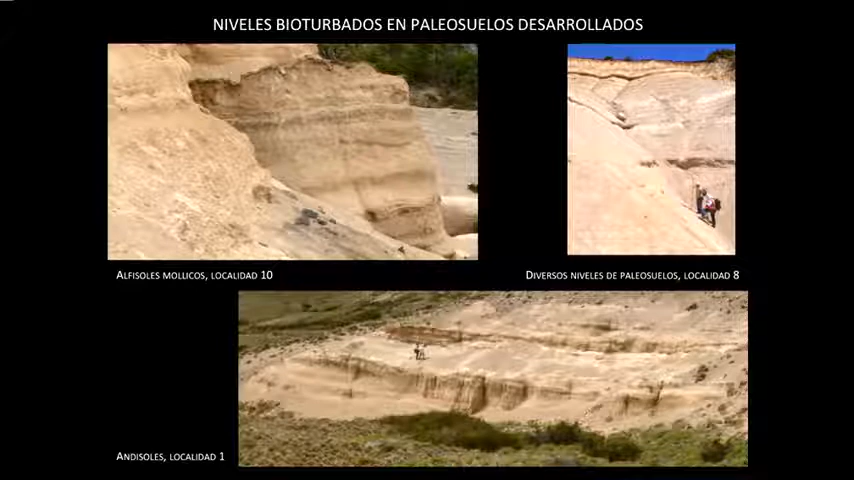 NIVELES BIOTURBADOS EN PALEOSUELOS DESARROLLADOS
ALFISOLES MOLLICOS, LOCALIDAD 10
DIVERSOS NIVELES DE PALEOSUELOS, LOCALIDAD 8
ANDISOLES, LOCALIDAD 1